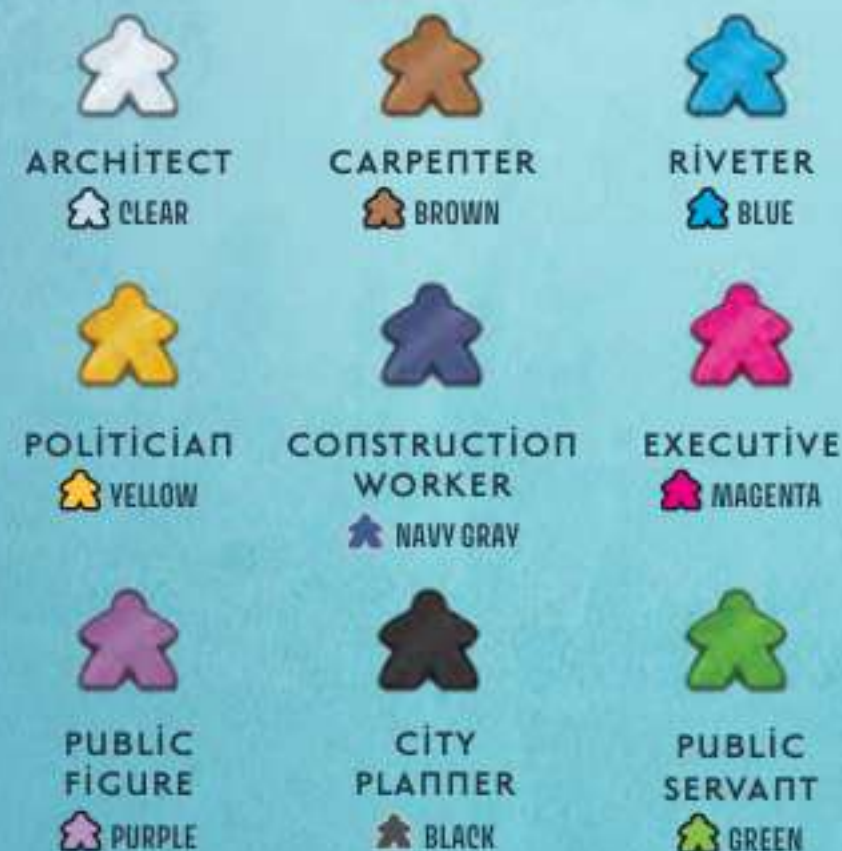 ARCHITECT
CARPENTER
RIVETER
CLEAR
BROWN
BLUE
POLITICIAN
CONSTRUCTION
WORKER
EXECUTIVE
YELLOW
NAVY GRAY
MAGENTA
PUBLIC
FIGURE
CITY
PLANNER
PUBLIC
SERVANT
PURPLE
BLACK
GREEN